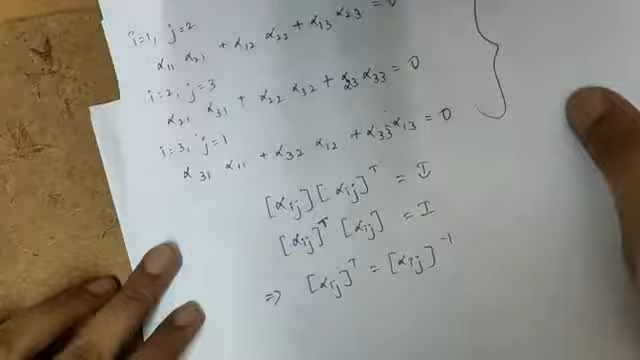 i=1, j=2
α₁₁ α₂₁ + α₁₂ α₂₂ + α₁₃ α₂₃ = 0
i=2, j=3
α₂₁ α₃₁ + α₂₂ α₃₂ + α₂₃ α₃₃ = 0
i=3, j=1
α₃₁ α₁₁ + α₃₂ α₁₂ + α₃₃ α₁₃ = 0
[αᵢⱼ][αᵢⱼ]ᵀ = I
[αᵢⱼ]ᵀ [αᵢⱼ] = I
⇒ [αᵢⱼ]ᵀ = [αᵢⱼ]⁻¹